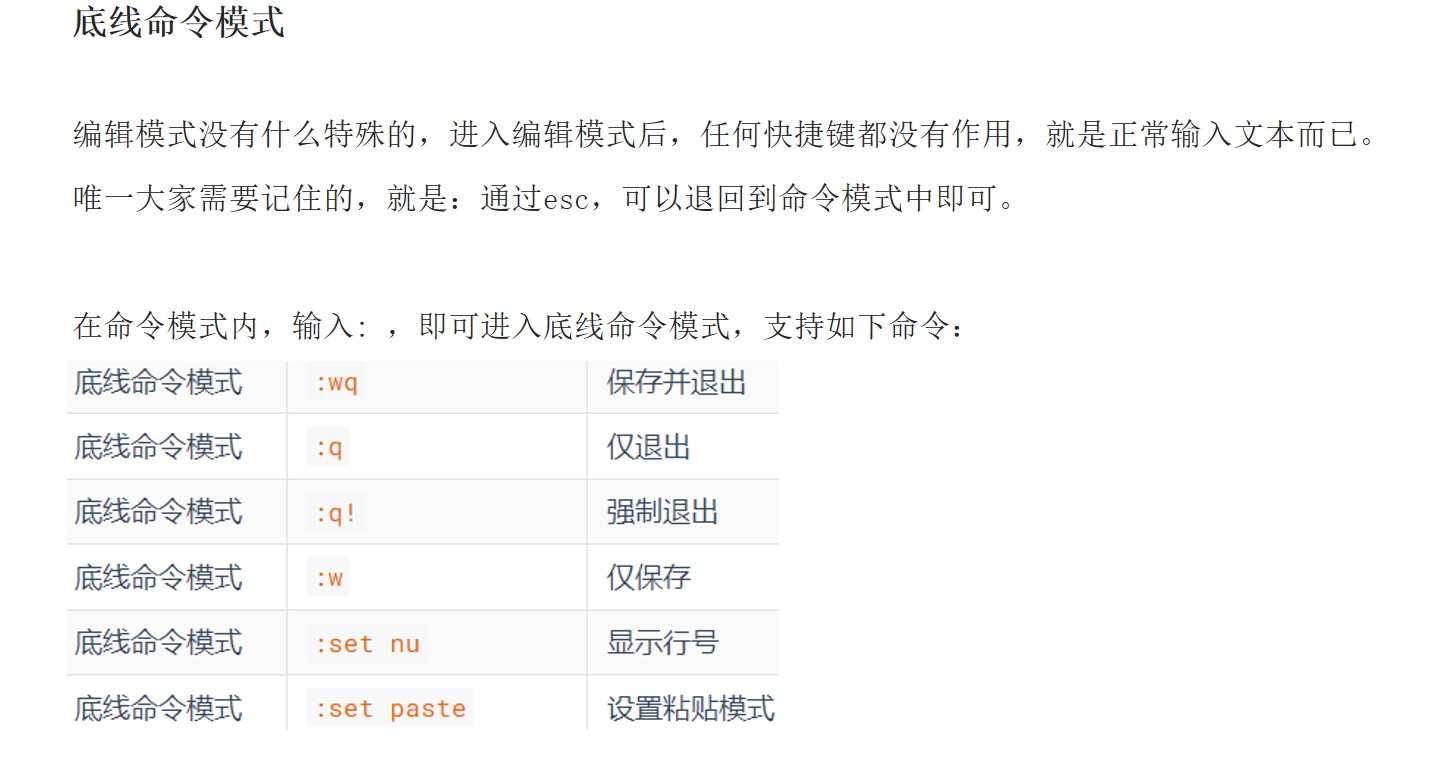 底线命令模式
编辑模式没有什么特殊的，进入编辑模式后，任何快捷键都没有作用，就是正常输入文本而已。
唯一大家需要记住的，就是：通过esc，可以退回到命令模式中即可。
在命令模式内，输入: ，即可进入底线命令模式，支持如下命令：
底线命令模式 :wq 保存并退出
底线命令模式 :q 仅退出
底线命令模式 :q! 强制退出
底线命令模式 :w 仅保存
底线命令模式 :set nu 显示行号
底线命令模式 :set paste 设置粘贴模式